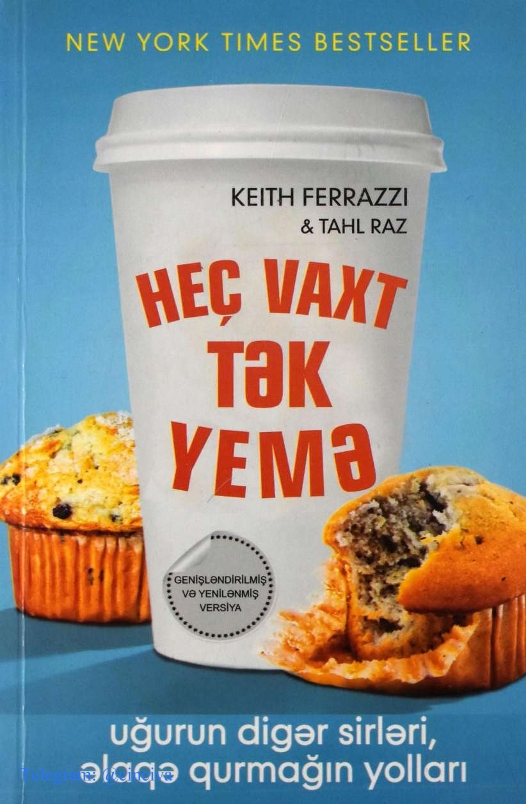 NEW YORK TIMES BESTSELLER
KEITH FERRAZZI
& TAHL RAZ
HEÇ VAXT
TƏK
YEMƏ
GENİŞLƏNDİRİLMİŞ
VƏ YENİLƏNMİŞ
VERSİYA
uğurun digər sirləri,
əlaqə qurmağın yolları
Telegram: